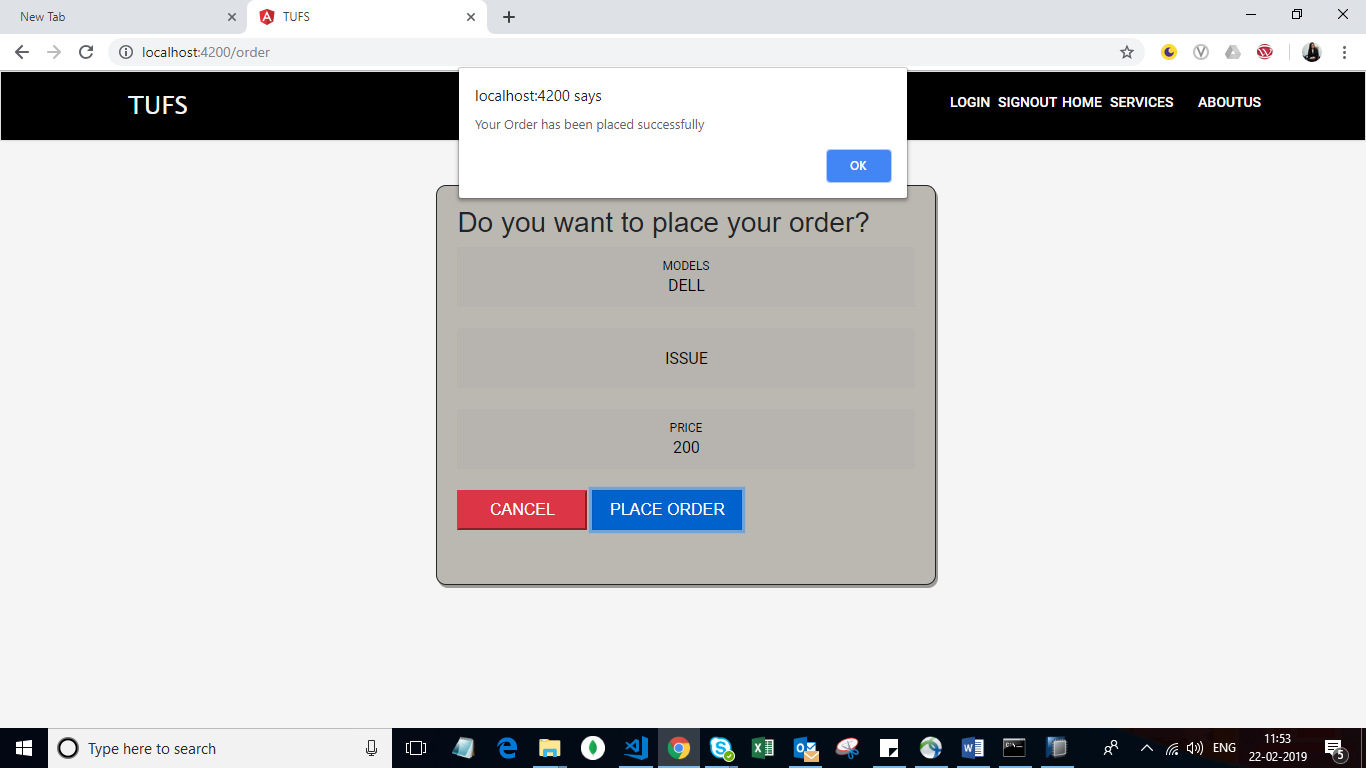 New Tab
TUFS
localhost:4200/order
TUFS
LOGIN SIGNOUT HOME SERVICES ABOUTUS
localhost:4200 says
Your Order has been placed successfully
OK
Do you want to place your order?
MODELS
DELL
ISSUE
PRICE
200
CANCEL PLACE ORDER
Type here to search
ENG
11:53
22-02-2019
5